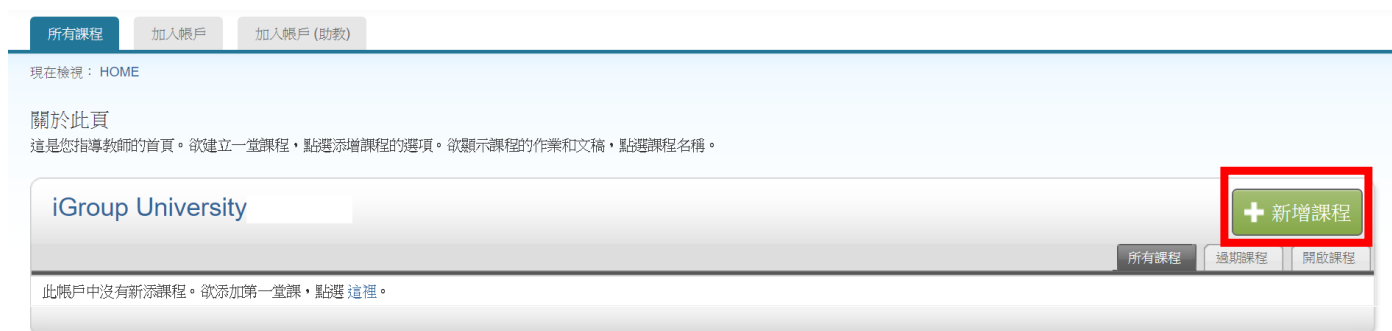 所有課程 加入帳戶 加入帳戶 (助教)
現在檢視： HOME
關於此頁
這是您指導教師的首頁。欲建立一堂課程，點選添增課程的選項。欲顯示課程的作業和文稿，點選課程名稱。
iGroup University
新增課程
所有課程 過期課程 開啟課程
此帳戶中沒有新添課程。欲添加第一堂課，點選 這裡。